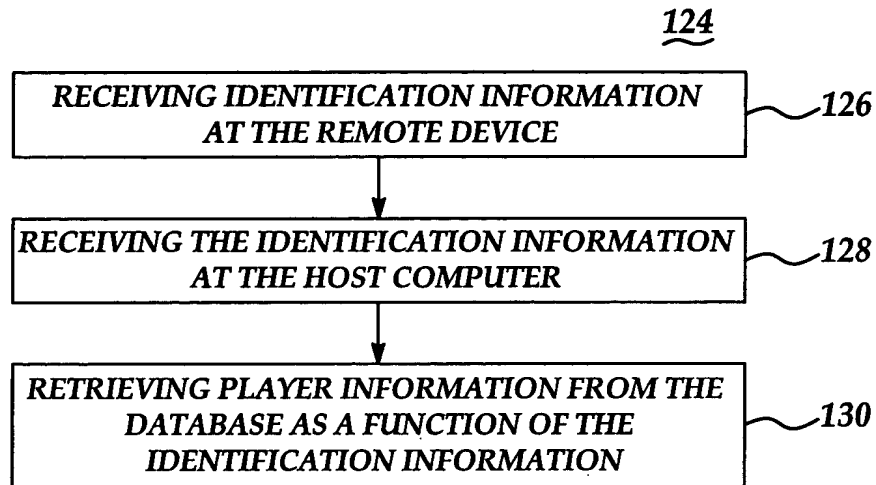 124
RECEIVING IDENTIFICATION INFORMATION
AT THE REMOTE DEVICE
126
RECEIVING THE IDENTIFICATION INFORMATION
AT THE HOST COMPUTER
128
RETRIEVING PLAYER INFORMATION FROM THE
DATABASE AS A FUNCTION OF THE
IDENTIFICATION INFORMATION
130